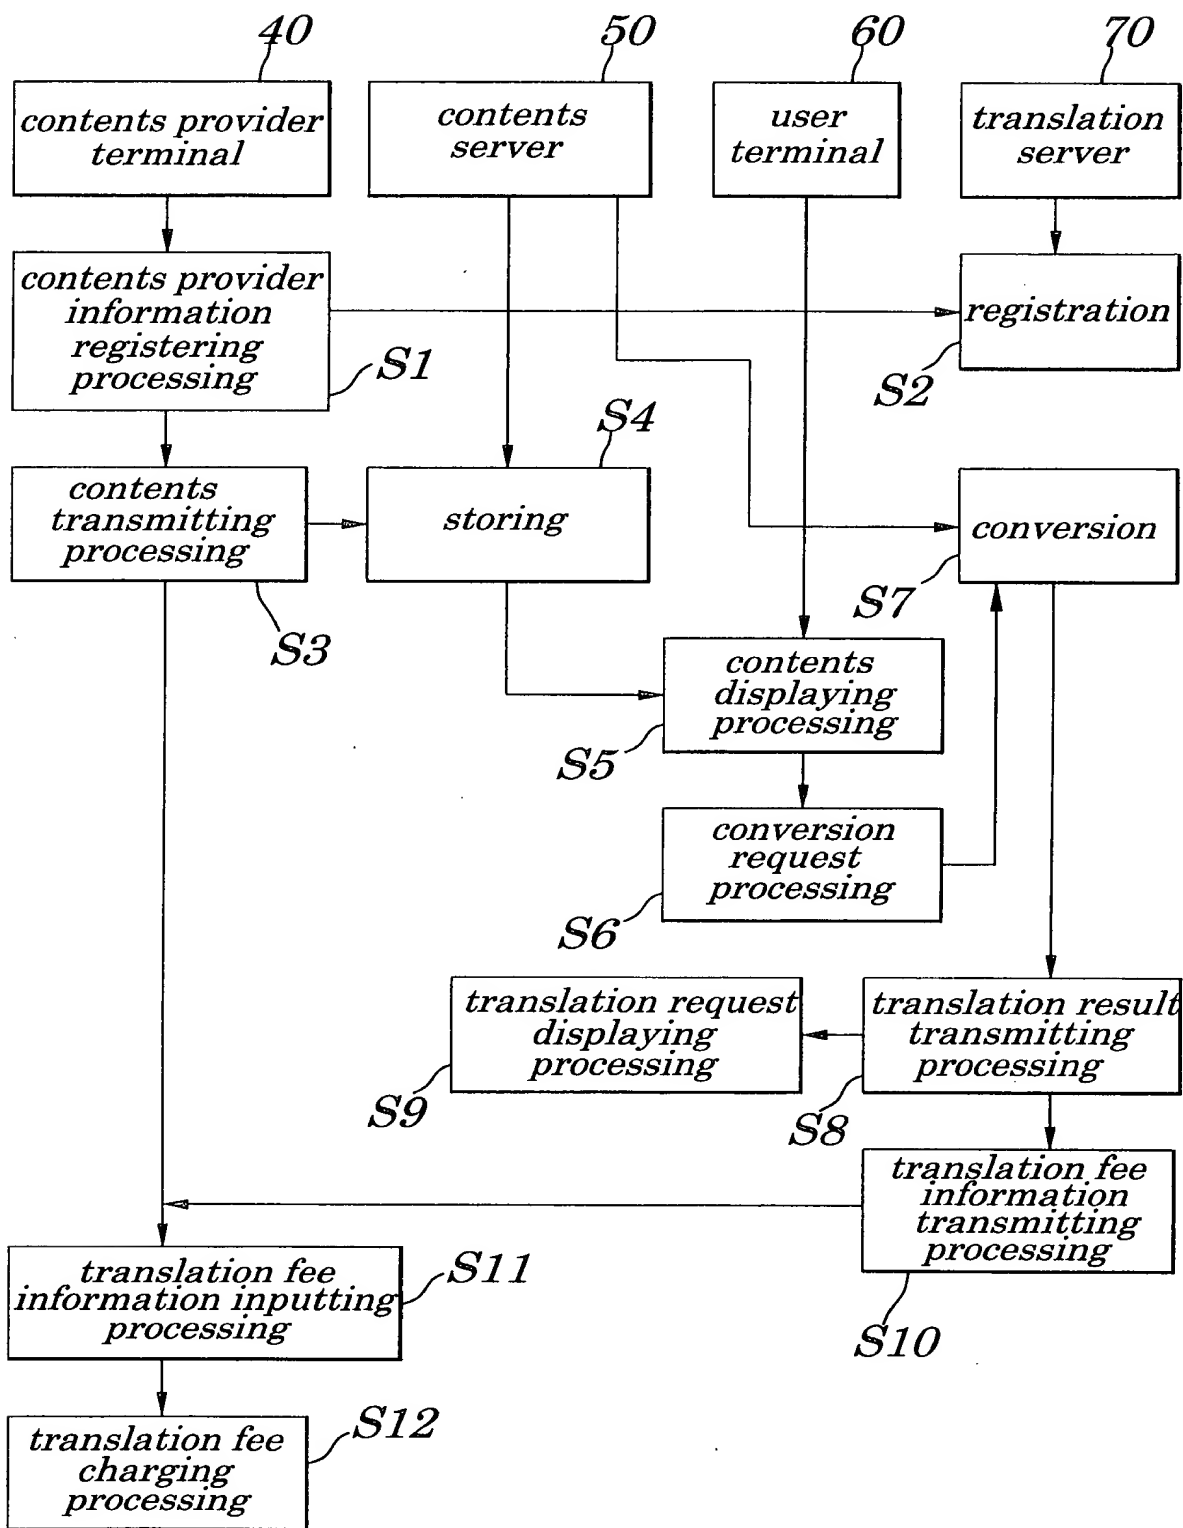 40
50
60
70
contents provider
terminal
contents
server
user
terminal
translation
server
contents provider
information
registering
processing
S1
registration
S2
S4
contents
transmitting
processing
S3
storing
conversion
S7
contents
displaying
processing
S5
conversion
request
processing
S6
translation request
displaying
processing
S9
translation result
transmitting
processing
S8
translation fee
information
transmitting
processing
S10
translation fee
information inputting
processing
S11
translation fee
charging
processing
S12